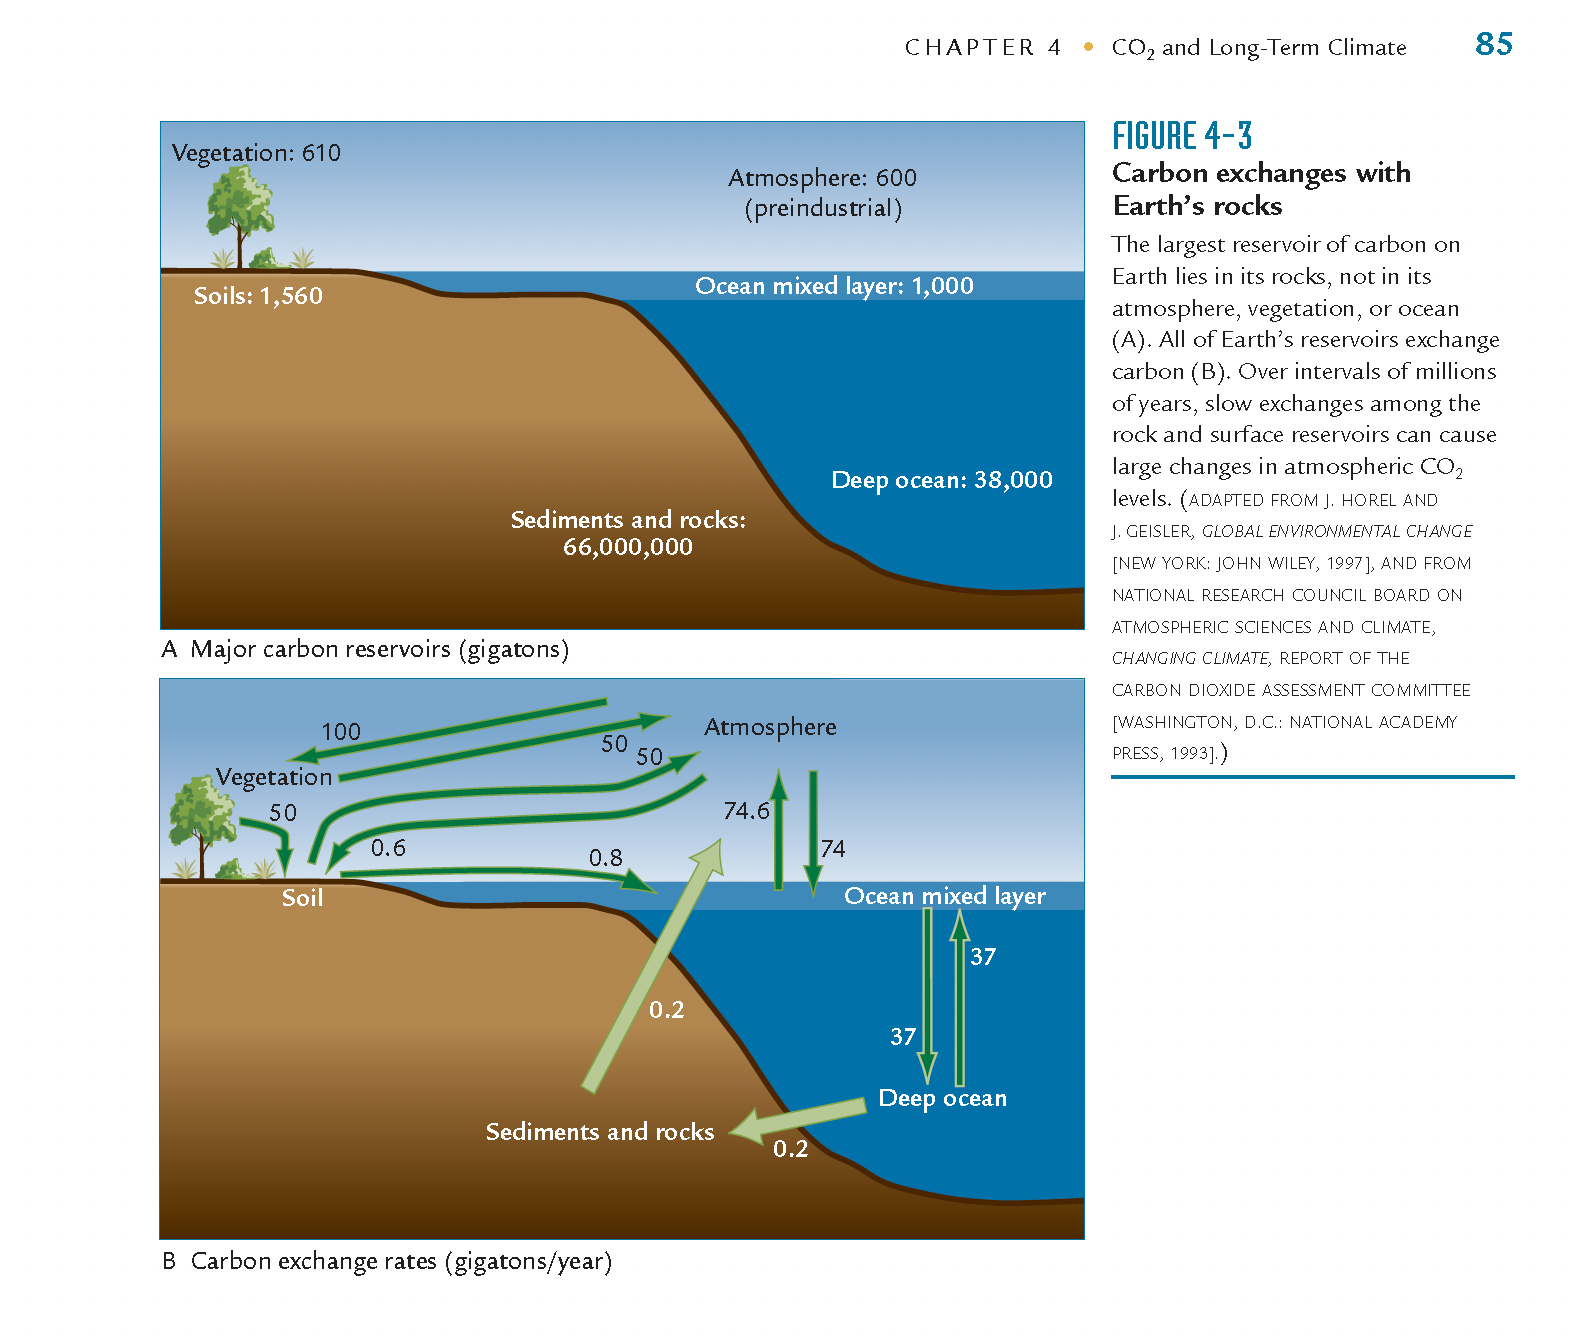 CHAPTER 4 • CO₂ and Long-Term Climate 85
Vegetation: 610
Atmosphere: 600
(preindustrial)
Soils: 1,560
Ocean mixed layer: 1,000
Deep ocean: 38,000
Sediments and rocks:
66,000,000
A Major carbon reservoirs (gigatons)
100
50
50
Atmosphere
Vegetation
50
74.6
74
0.6
0.8
Soil
Ocean mixed layer
37
0.2
37
Deep ocean
Sediments and rocks
0.2
B Carbon exchange rates (gigatons/year)
FIGURE 4-3
Carbon exchanges with
Earth's rocks
The largest reservoir of carbon on
Earth lies in its rocks, not in its
atmosphere, vegetation, or ocean
(A). All of Earth's reservoirs exchange
carbon (B). Over intervals of millions
of years, slow exchanges among the
rock and surface reservoirs can cause
large changes in atmospheric CO₂
levels. (ADAPTED FROM J. HOREL AND
J. GEISLER, GLOBAL ENVIRONMENTAL CHANGE
[NEW YORK: JOHN WILEY, 1997], AND FROM
NATIONAL RESEARCH COUNCIL BOARD ON
ATMOSPHERIC SCIENCES AND CLIMATE,
CHANGING CLIMATE, REPORT OF THE
CARBON DIOXIDE ASSESSMENT COMMITTEE
[WASHINGTON, D.C.: NATIONAL ACADEMY
PRESS, 1993].)